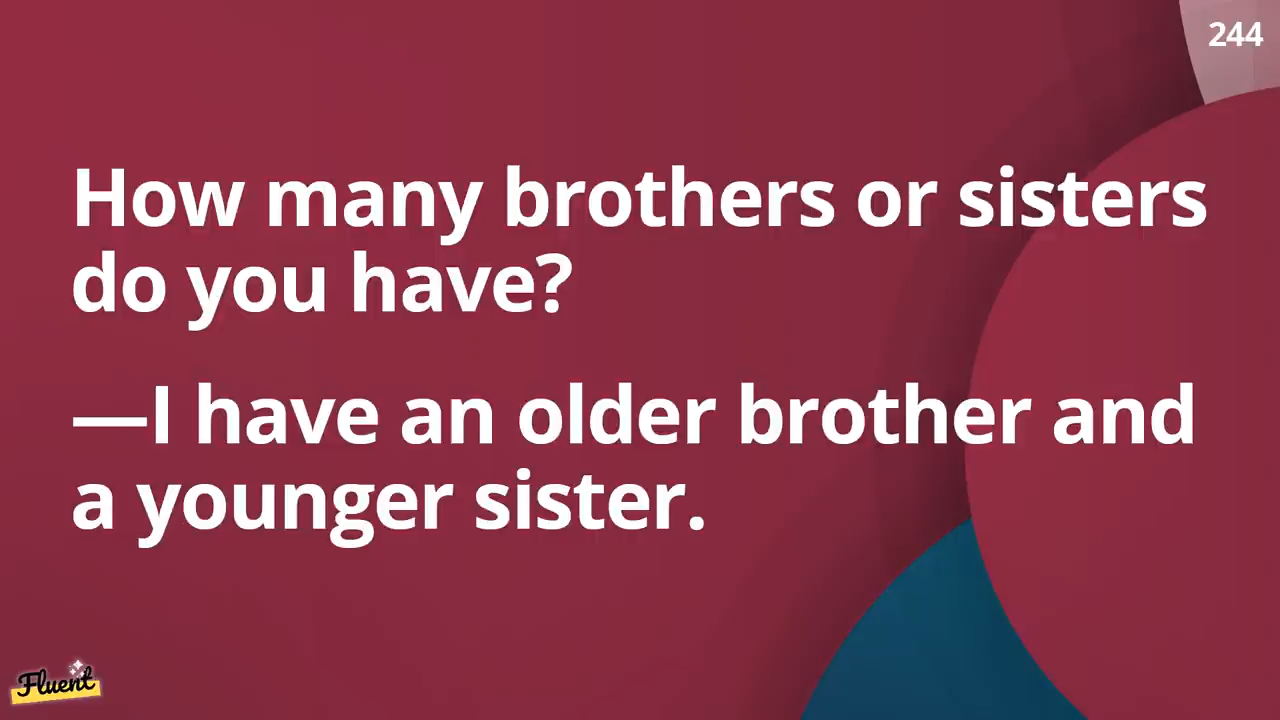 244
How many brothers or sisters
do you have?
—I have an older brother and
a younger sister.
Fluent